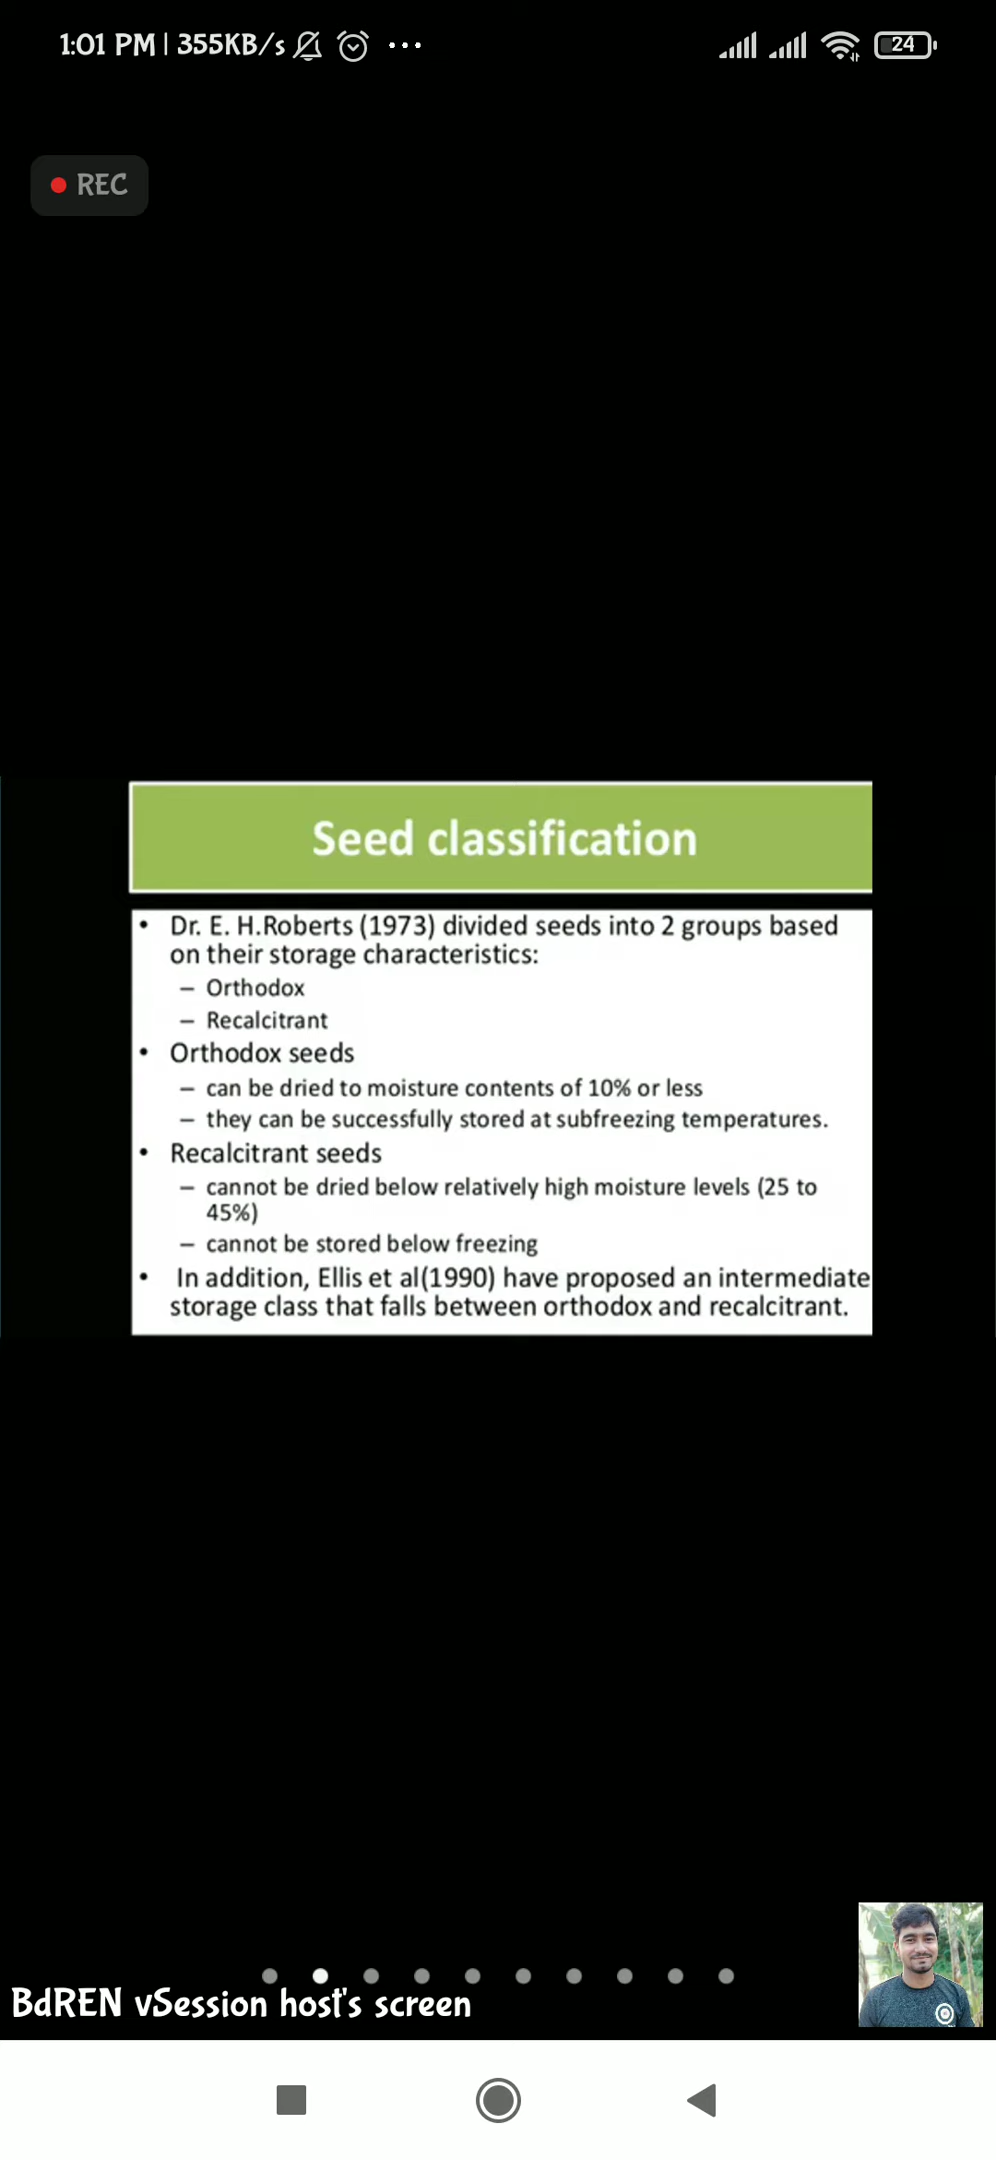 1:01 PM | 355KB/s
24
REC
Seed classification
• Dr. E. H.Roberts (1973) divided seeds into 2 groups based
on their storage characteristics:
– Orthodox
– Recalcitrant
• Orthodox seeds
– can be dried to moisture contents of 10% or less
– they can be successfully stored at subfreezing temperatures.
• Recalcitrant seeds
– cannot be dried below relatively high moisture levels (25 to
45%)
– cannot be stored below freezing
• In addition, Ellis et al(1990) have proposed an intermediate
storage class that falls between orthodox and recalcitrant.
BdREN vSession host's screen